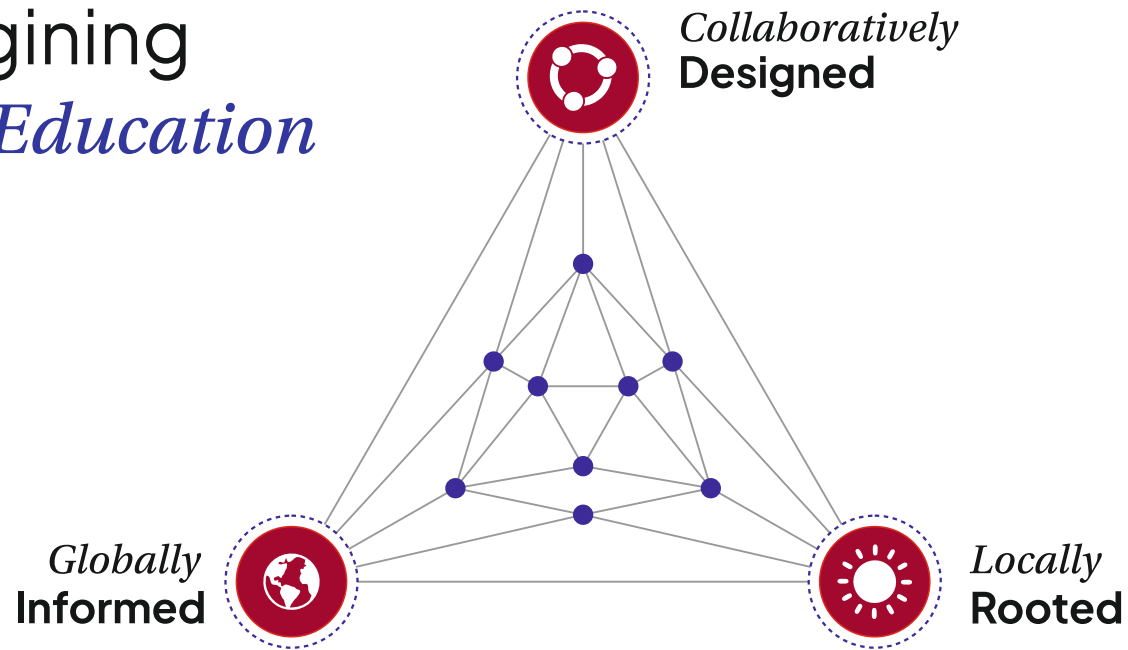 gining
Education
Collaboratively
Designed
Globally
Informed
Locally
Rooted